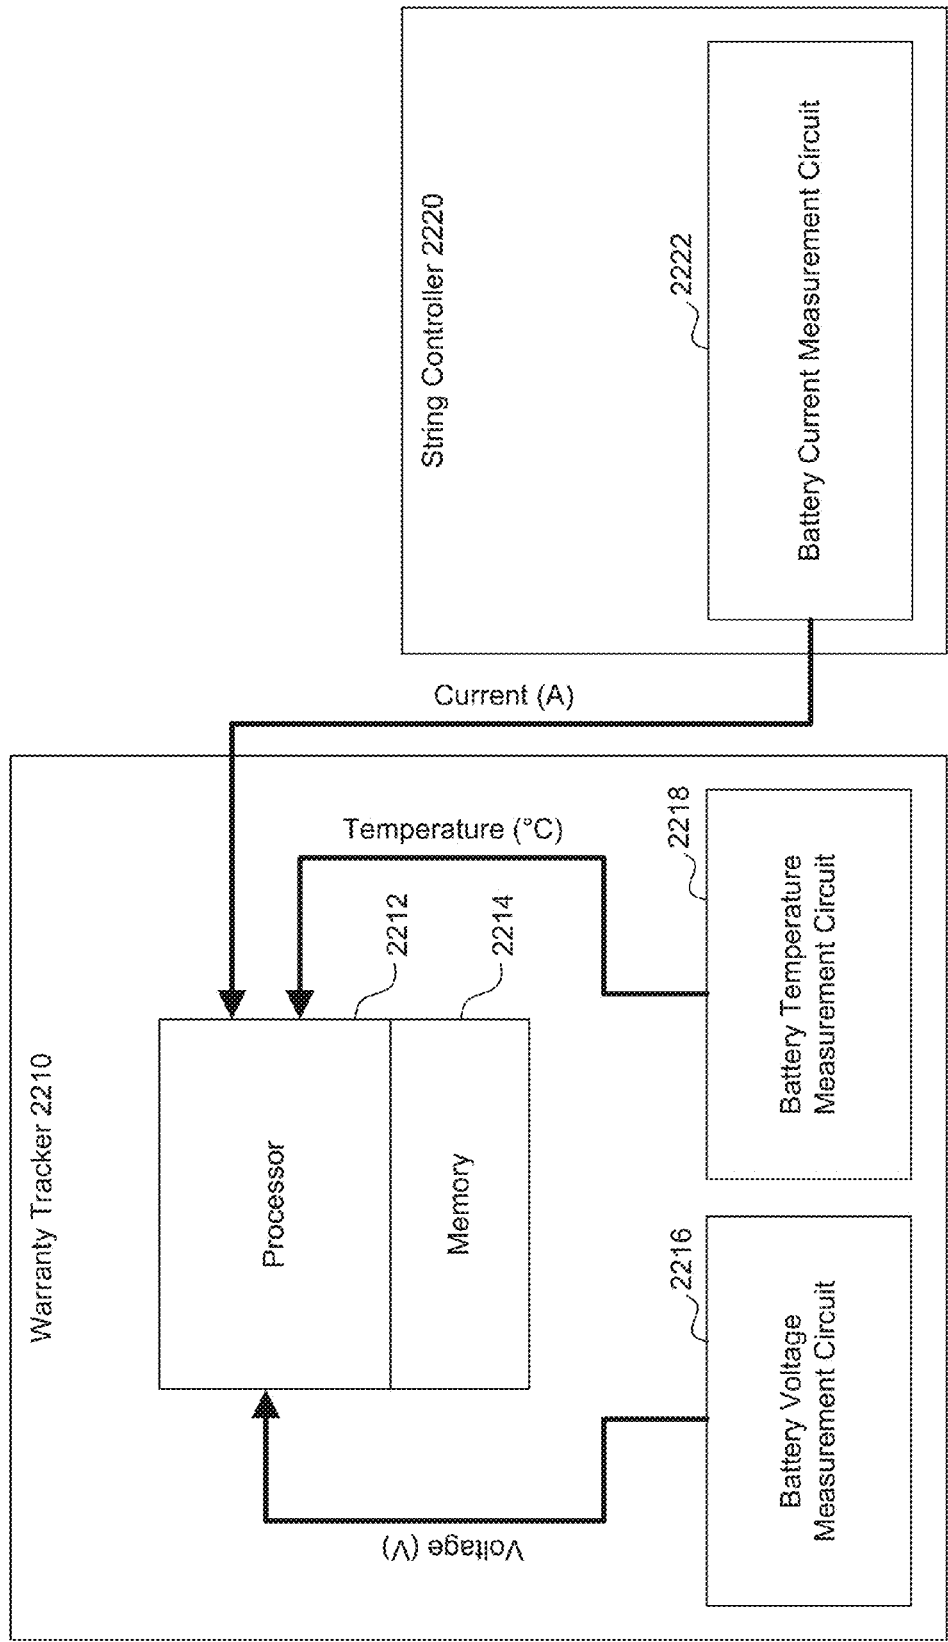 Warranty Tracker 2210
Processor
Memory
2212
2214
Voltage (V)
Temperature (°C)
Current (A)
Battery Voltage
Measurement Circuit
2216
Battery Temperature
Measurement Circuit
2218
String Controller 2220
2222
Battery Current Measurement Circuit